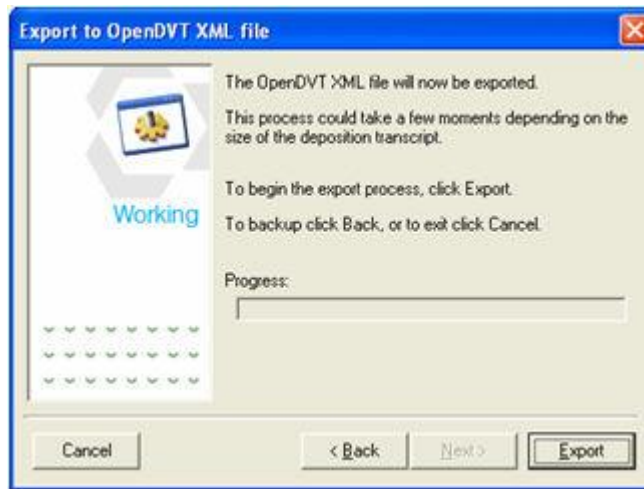 Export to OpenDVT XML file
The OpenDVT XML file will now be exported.
This process could take a few moments depending on the
size of the deposition transcript.
To begin the export process, click Export.
Working
To backup click Back, or to exit click Cancel.
Progress:
Cancel
< Back
Next >
Export